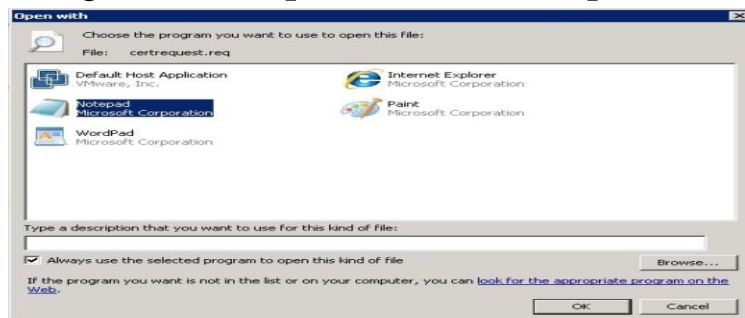 Open with
Choose the program you want to use to open this file:
File: certrequest.req
Default Host Application
VMware, Inc.
Internet Explorer
Microsoft Corporation
Notepad
Microsoft Corporation
Paint
Microsoft Corporation
WordPad
Microsoft Corporation
Type a description that you want to use for this kind of file:
Always use the selected program to open this kind of file
Browse...
If the program you want is not in the list or on your computer, you can look for the appropriate program on the
Web.
OK
Cancel